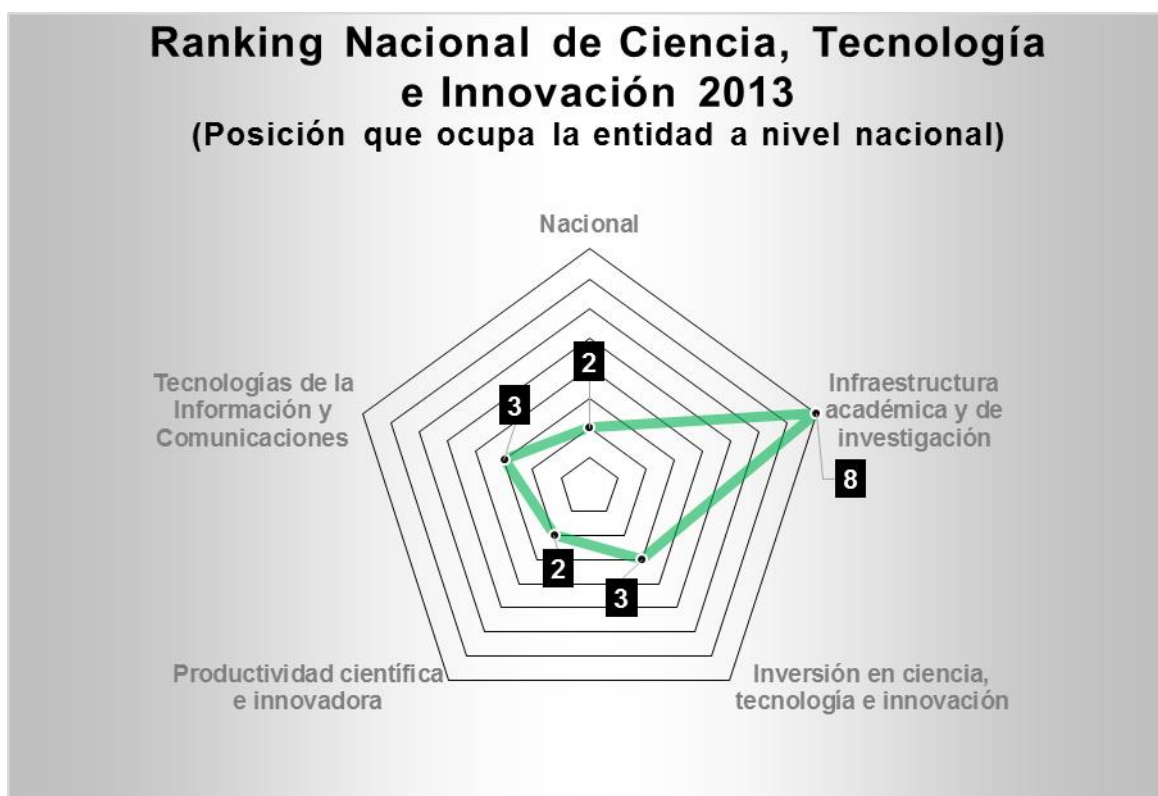 Ranking Nacional de Ciencia, Tecnología
e Innovación 2013
(Posición que ocupa la entidad a nivel nacional)
Nacional
2
Infraestructura
académica y de
investigación
8
Inversión en ciencia,
tecnología e innovación
3
Productividad científica
e innovadora
2
Tecnologías de la
Información y
Comunicaciones
3